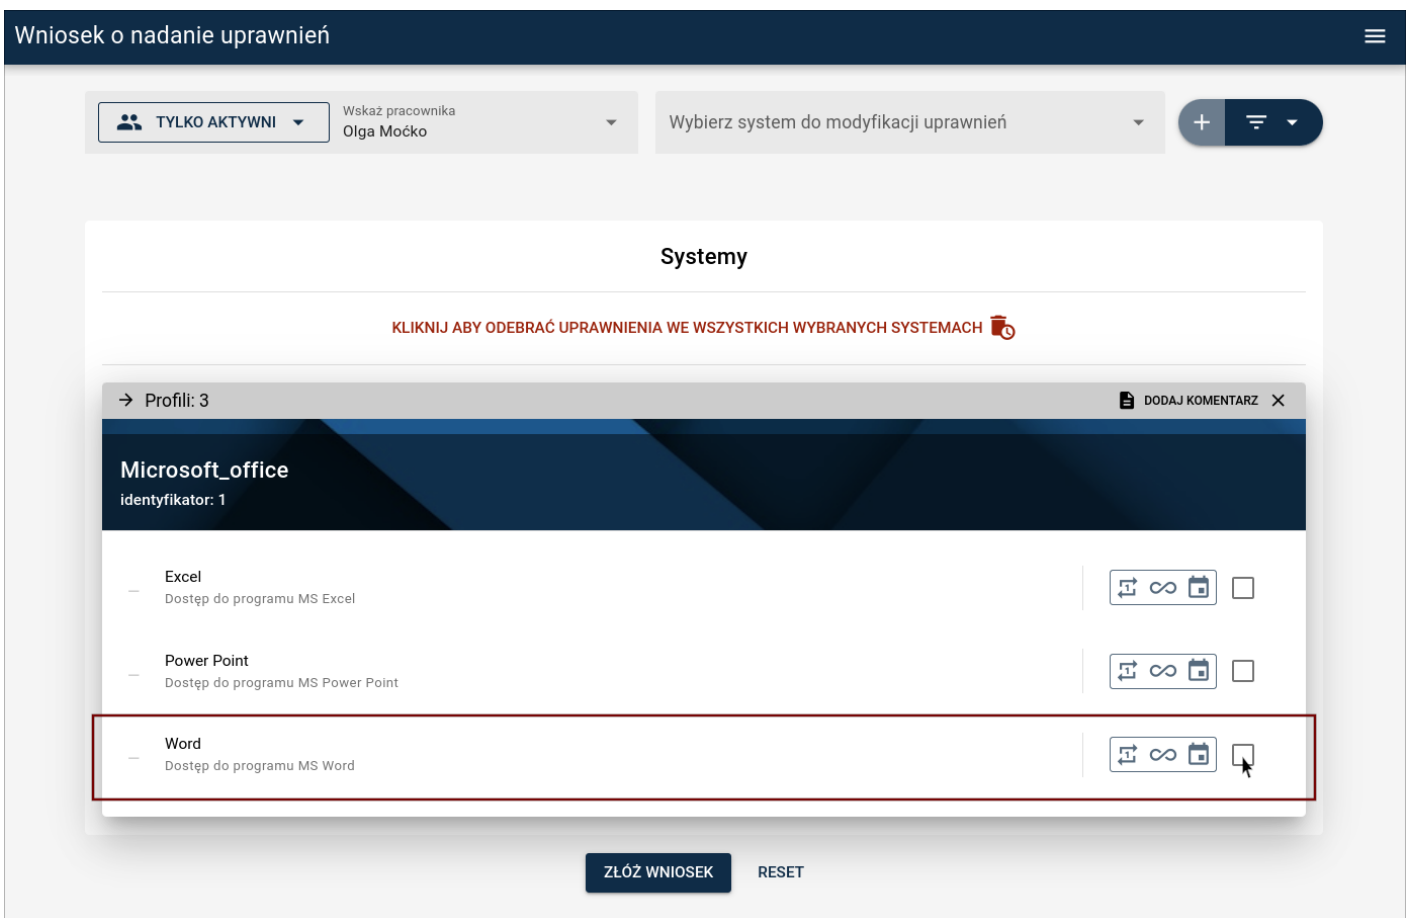 Wniosek o nadanie uprawnień
TYLKO AKTYWNI
Wskaż pracownika
Olga Moćko
Wybierz system do modyfikacji uprawnień
Systemy
KLIKNIJ ABY ODEBRAĆ UPRAWNIENIA WE WSZYSTKICH WYBRANYCH SYSTEMACH
Profili: 3
DODAJ KOMENTARZ
Microsoft_office
identyfikator: 1
Excel
Dostęp do programu MS Excel
Power Point
Dostęp do programu MS Power Point
Word
Dostęp do programu MS Word
ZŁÓŻ WNIOSEK
RESET